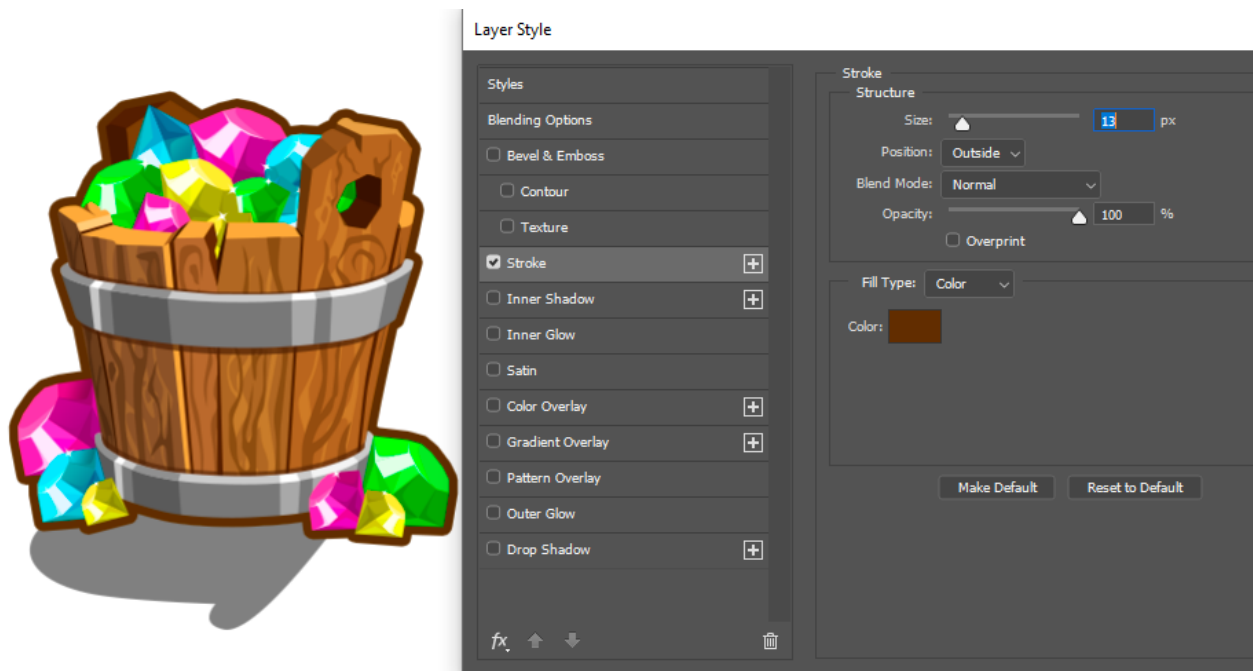 Layer Style
Styles
Blending Options
Bevel & Emboss
Contour
Texture
Stroke
Inner Shadow
Inner Glow
Satin
Color Overlay
Gradient Overlay
Pattern Overlay
Outer Glow
Drop Shadow
fx
Stroke
Structure
Size: 13 px
Position: Outside
Blend Mode: Normal
Opacity: 100 %
Overprint
Fill Type: Color
Color:
Make Default Reset to Default